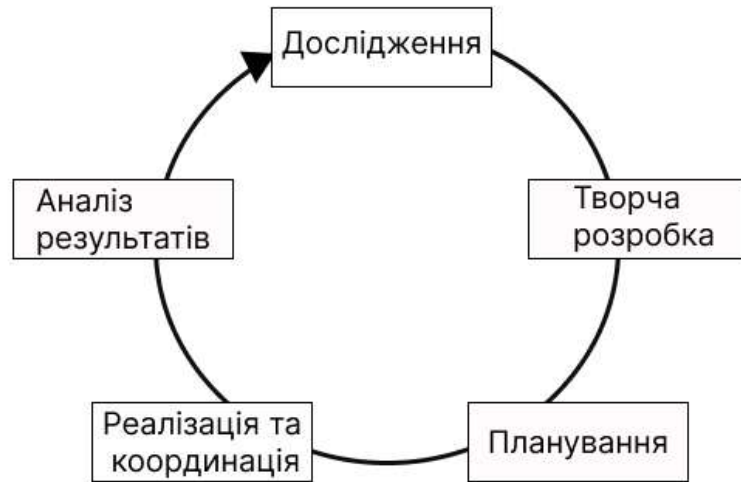 Дослідження
Творча
розробка
Планування
Реалізація та
координація
Аналіз
результатів